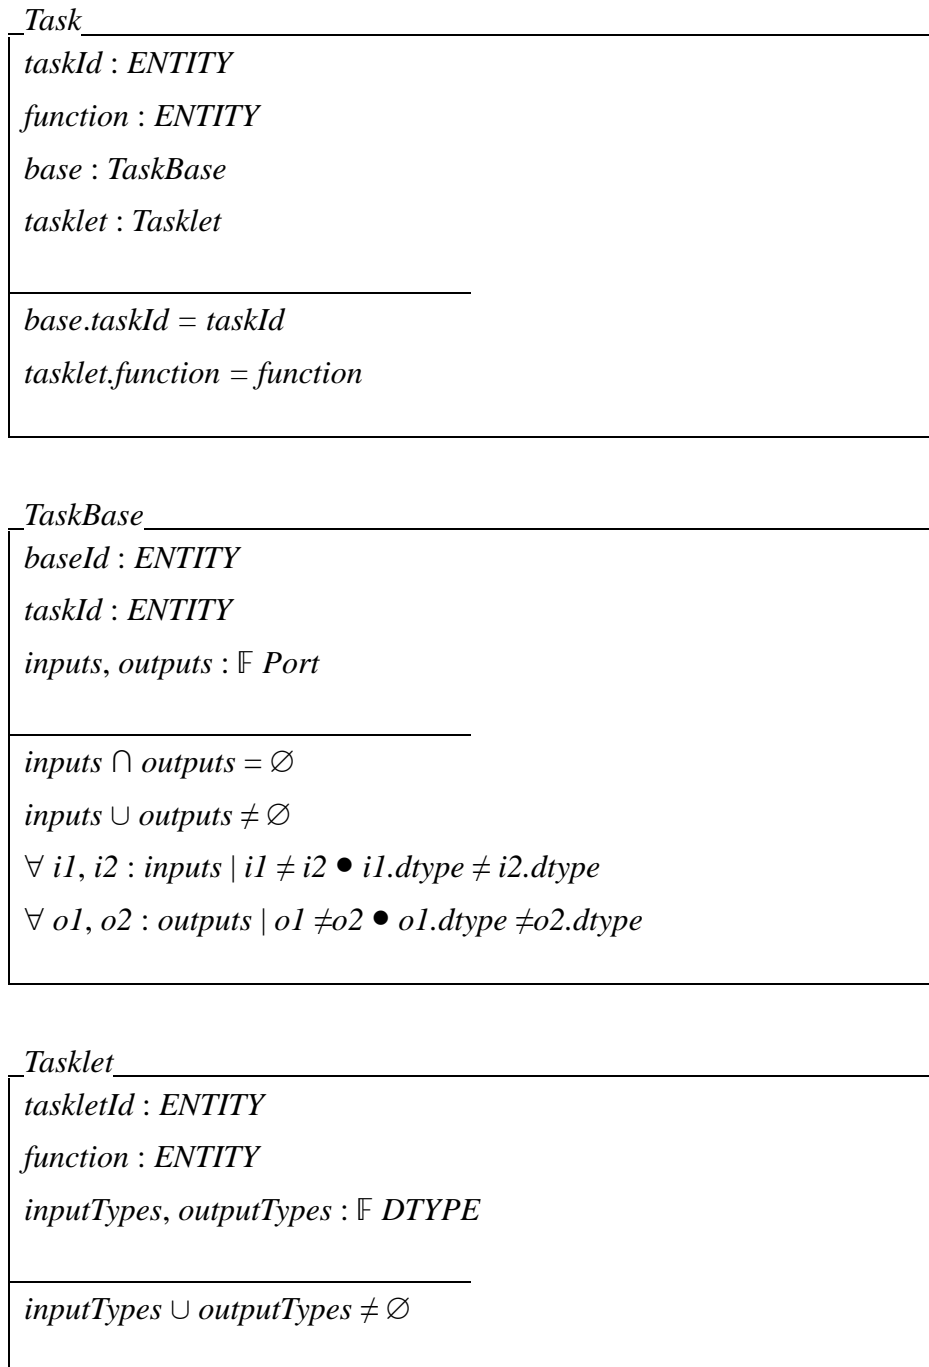 Task
taskId : ENTITY
function : ENTITY
base : TaskBase
tasklet : Tasklet
base.taskId = taskId
tasklet.function = function
TaskBase
baseId : ENTITY
taskId : ENTITY
inputs, outputs : 𝔽 Port
inputs ∩ outputs = ∅
inputs ∪ outputs ≠ ∅
∀ i1, i2 : inputs | i1 ≠ i2 ● i1.dtype ≠ i2.dtype
∀ o1, o2 : outputs | o1 ≠o2 ● o1.dtype ≠o2.dtype
Tasklet
taskletId : ENTITY
function : ENTITY
inputTypes, outputTypes : 𝔽 DTYPE
inputTypes ∪ outputTypes ≠ ∅